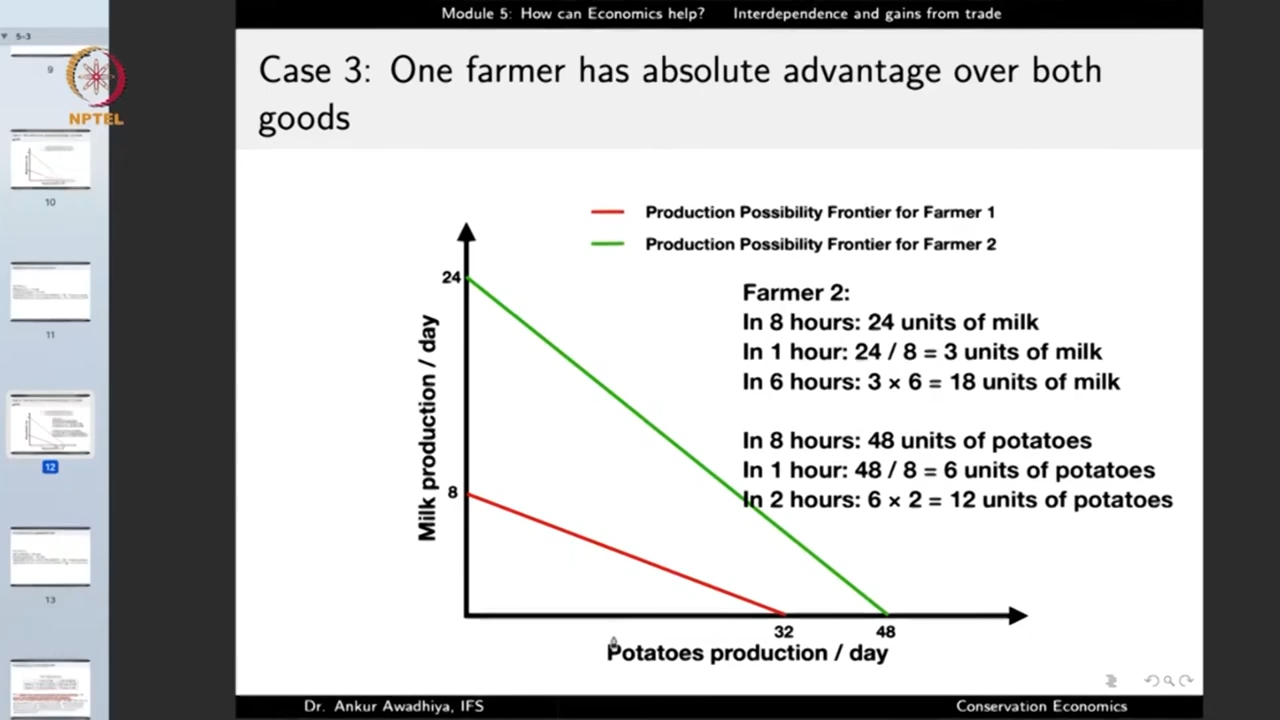 Module 5: How can Economics help? Interdependence and gains from trade
5-3
9
NPTEL
10
11
12
13
Case 3: One farmer has absolute advantage over both
goods
Production Possibility Frontier for Farmer 1
Production Possibility Frontier for Farmer 2
24
8
Milk production / day
Farmer 2:
In 8 hours: 24 units of milk
In 1 hour: 24 / 8 = 3 units of milk
In 6 hours: 3 × 6 = 18 units of milk
In 8 hours: 48 units of potatoes
In 1 hour: 48 / 8 = 6 units of potatoes
In 2 hours: 6 × 2 = 12 units of potatoes
32 48
Potatoes production / day
Dr. Ankur Awadhiya, IFS Conservation Economics